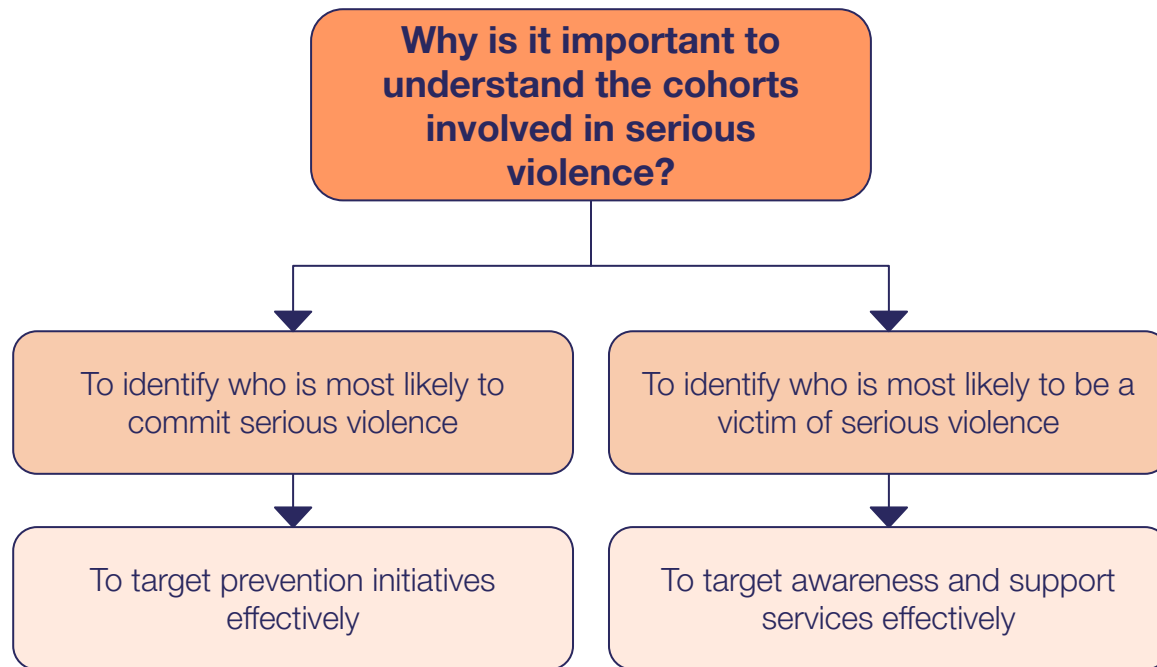 Why is it important to
understand the cohorts
involved in serious
violence?
To identify who is most likely to
commit serious violence
To identify who is most likely to be a
victim of serious violence
To target prevention initiatives
effectively
To target awareness and support
services effectively